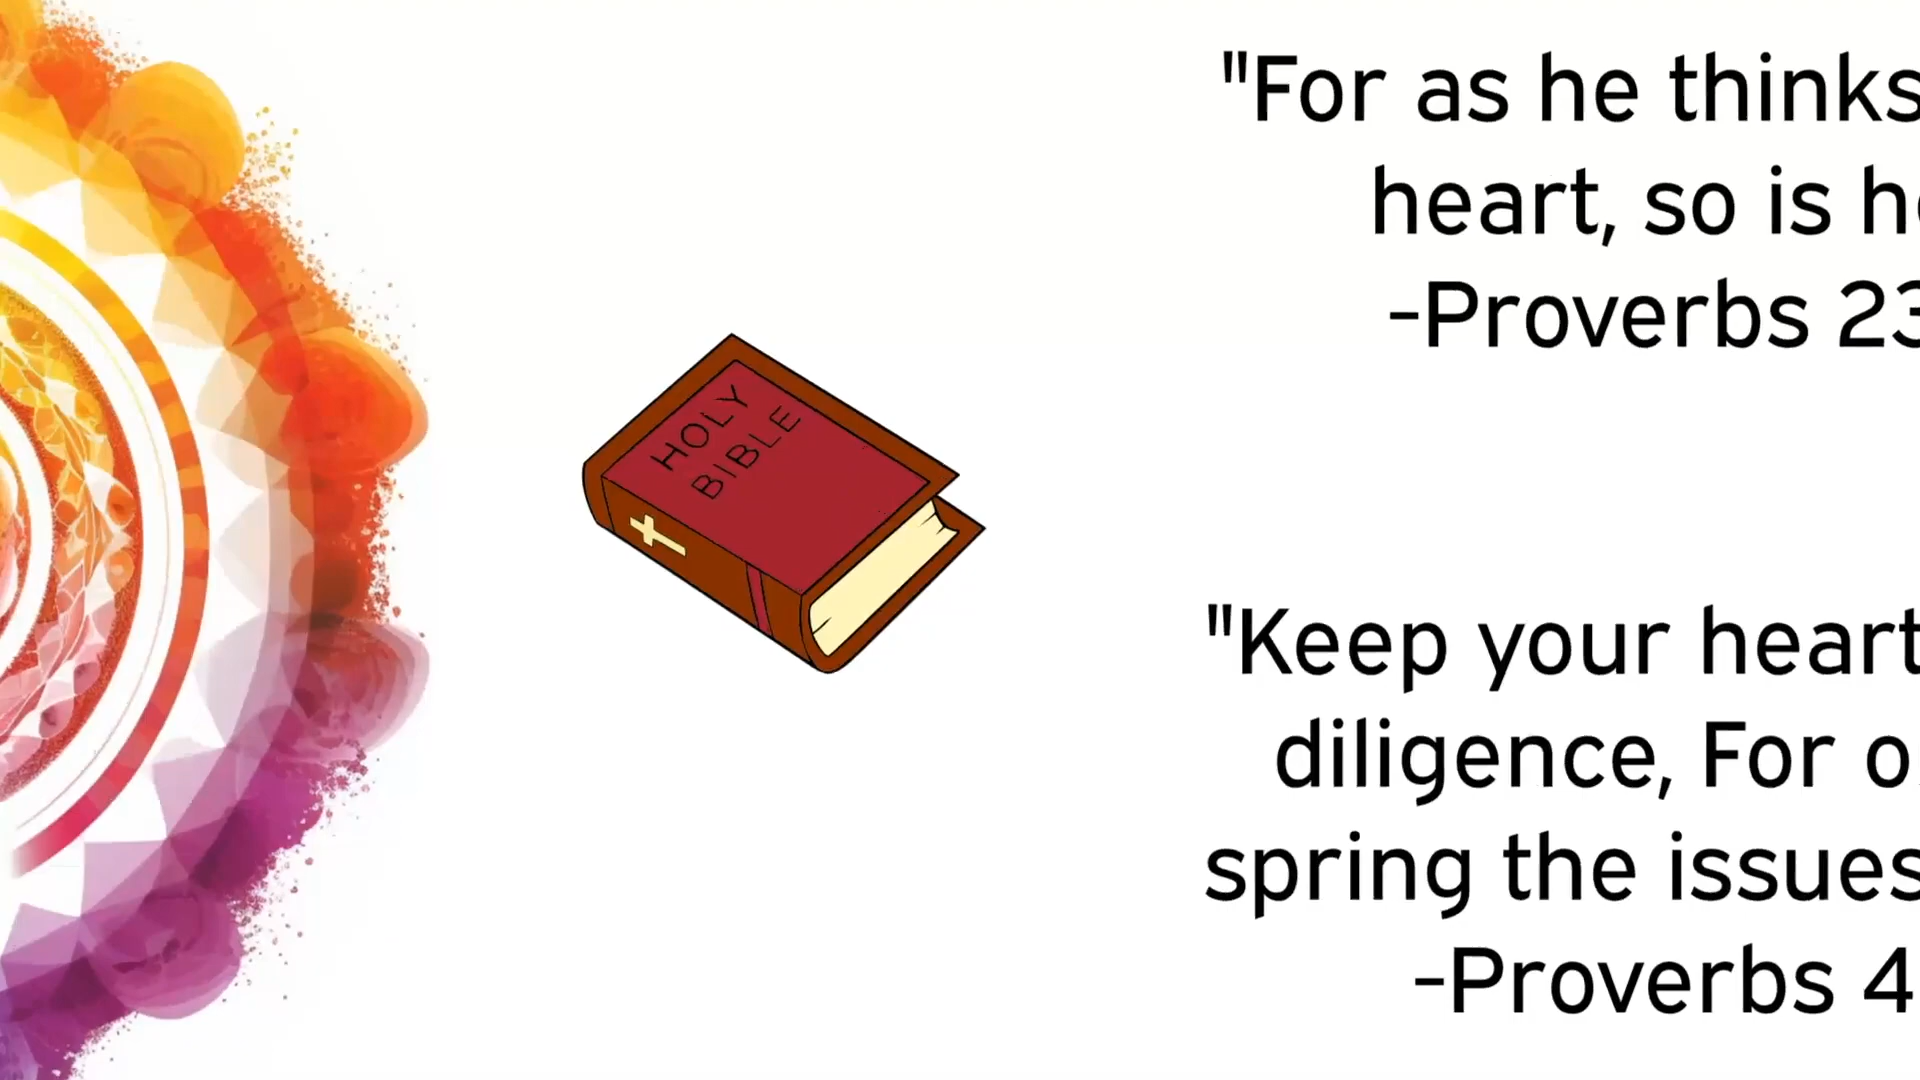 HOLY
BIBLE
"For as he thinks
heart, so is
-Proverbs 23
"Keep your heart
diligence, For
spring the issues
-Proverbs 4